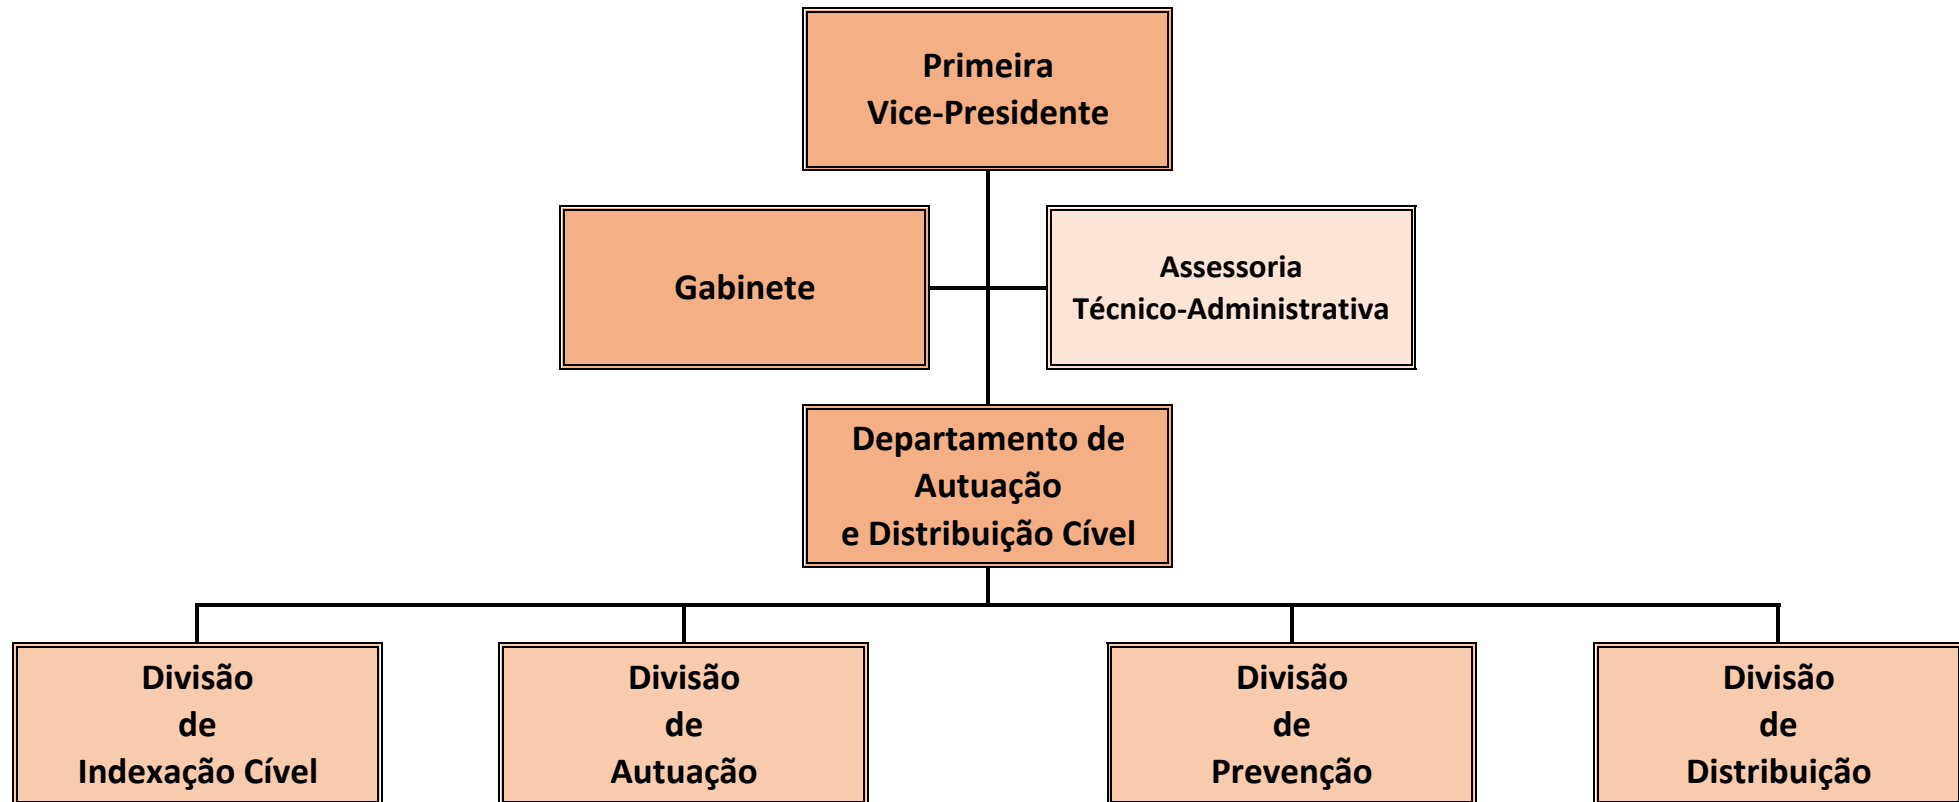 Primeira
Vice-Presidente
Gabinete
Assessoria
Técnico-Administrativa
Departamento de
Autuação
e Distribuição Cível
Divisão
de
Indexação Cível
Divisão
de
Autuação
Divisão
de
Prevenção
Divisão
de
Distribuição